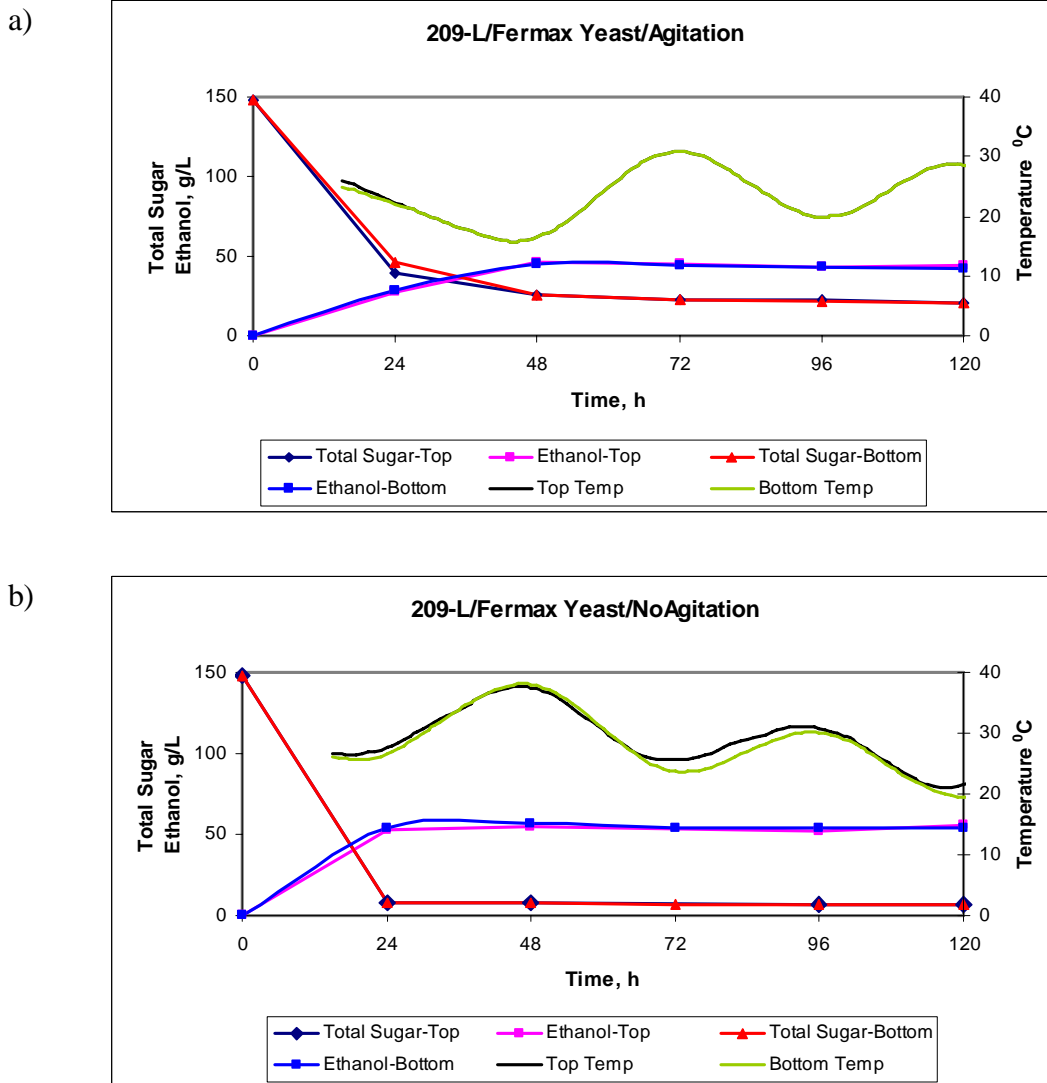 a)
209-L/Fermax Yeast/Agitation
150
100
50
0
Total Sugar
Ethanol, g/L
40
30
20
10
0
Temperature ⁰C
0 24 48 72 96 120
Time, h
Total Sugar-Top Ethanol-Top Total Sugar-Bottom
Ethanol-Bottom Top Temp Bottom Temp
b)
209-L/Fermax Yeast/NoAgitation
150
100
50
0
Total Sugar
Ethanol, g/L
40
30
20
10
0
Temperature ⁰C
0 24 48 72 96 120
Time, h
Total Sugar-Top Ethanol-Top Total Sugar-Bottom
Ethanol-Bottom Top Temp Bottom Temp